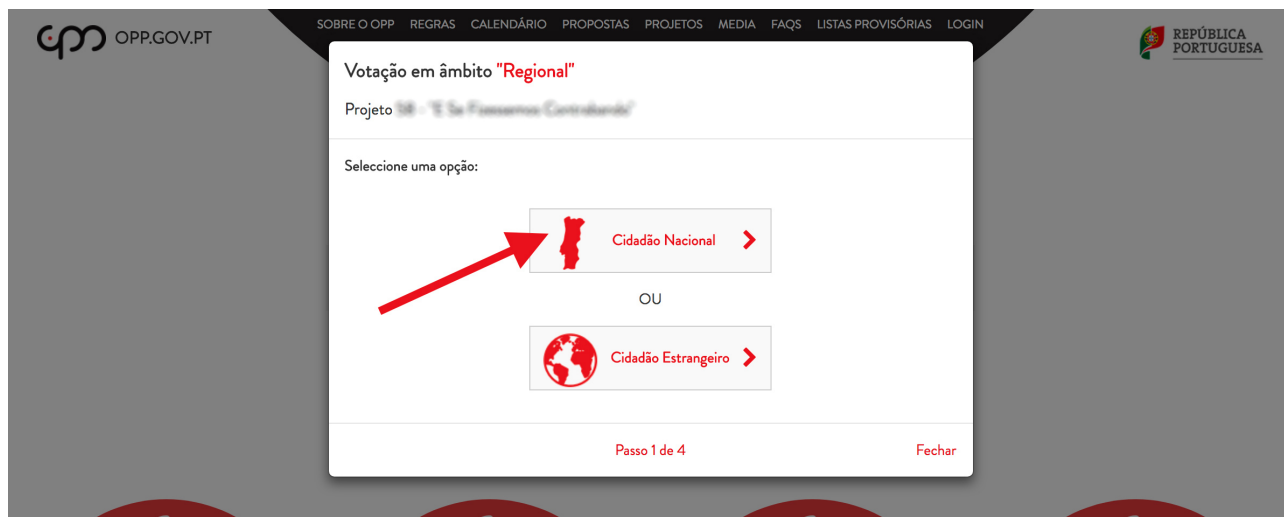 OPP.GOV.PT
SOBRE O OPP REGRAS CALENDÁRIO PROPOSTAS PROJETOS MEDIA FAQS LISTAS PROVISÓRIAS LOGIN
REPÚBLICA
PORTUGUESA
Votação em âmbito "Regional"
Projeto
Seleccione uma opção:
Cidadão Nacional
OU
Cidadão Estrangeiro
Passo 1 de 4
Fechar